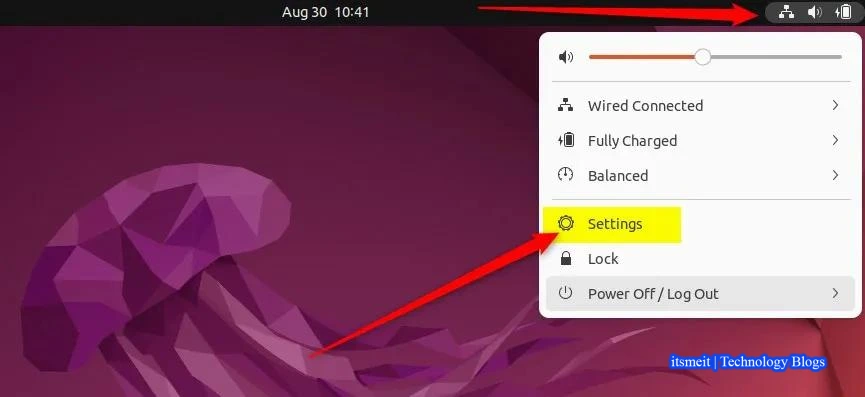 Aug 30 10:41
Wired Connected
Fully Charged
Balanced
Settings
Lock
Power Off / Log Out
itsmeit | Technology Blogs